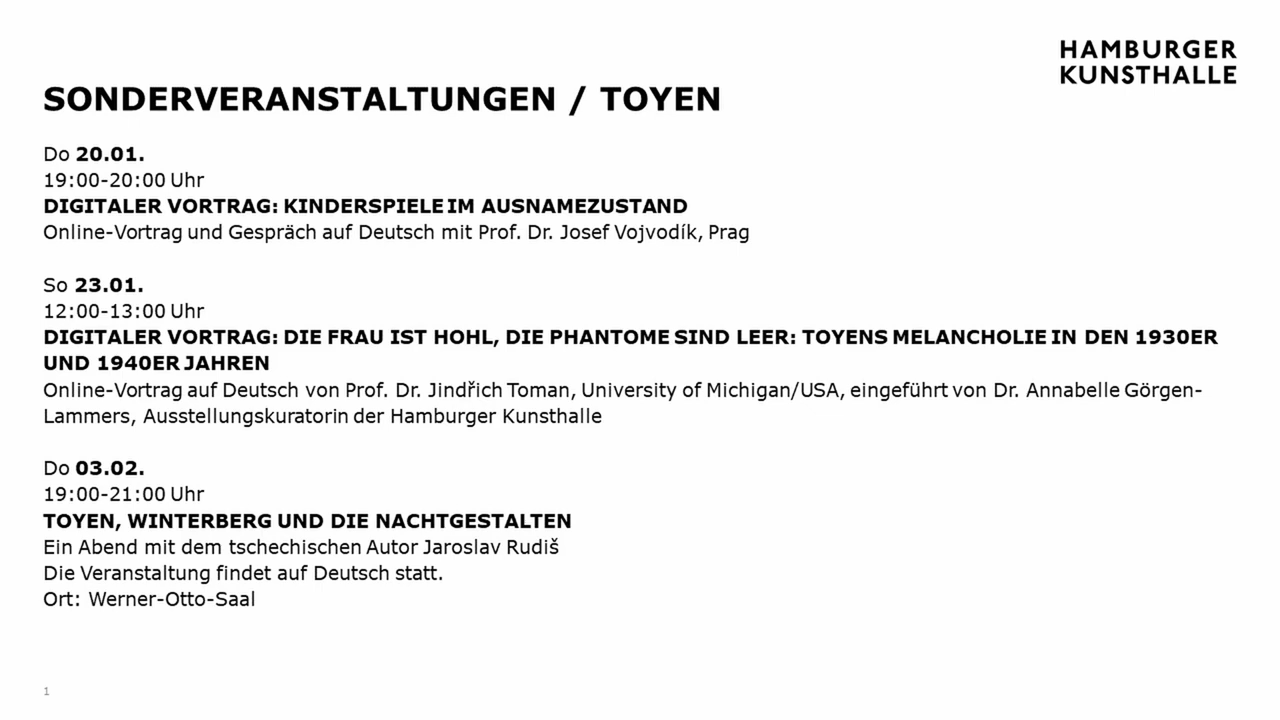 HAMBURGER
KUNSTHALLE
SONDERVERANSTALTUNGEN / TOYEN
Do 20.01.
19:00-20:00 Uhr
DIGITALER VORTRAG: KINDERSPIELE IM AUSNAMEZUSTAND
Online-Vortrag und Gespräch auf Deutsch mit Prof. Dr. Josef Vojvodík, Prag
So 23.01.
12:00-13:00 Uhr
DIGITALER VORTRAG: DIE FRAU IST HOHL, DIE PHANTOME SIND LEER: TOYENS MELANCHOLIE IN DEN 1930ER
UND 1940ER JAHREN
Online-Vortrag auf Deutsch von Prof. Dr. Jindřich Toman, University of Michigan/USA, eingeführt von Dr. Annabelle Görgen-
Lammers, Ausstellungskuratorin der Hamburger Kunsthalle
Do 03.02.
19:00-21:00 Uhr
TOYEN, WINTERBERG UND DIE NACHTGESTALTEN
Ein Abend mit dem tschechischen Autor Jaroslav Rudiš
Die Veranstaltung findet auf Deutsch statt.
Ort: Werner-Otto-Saal
1